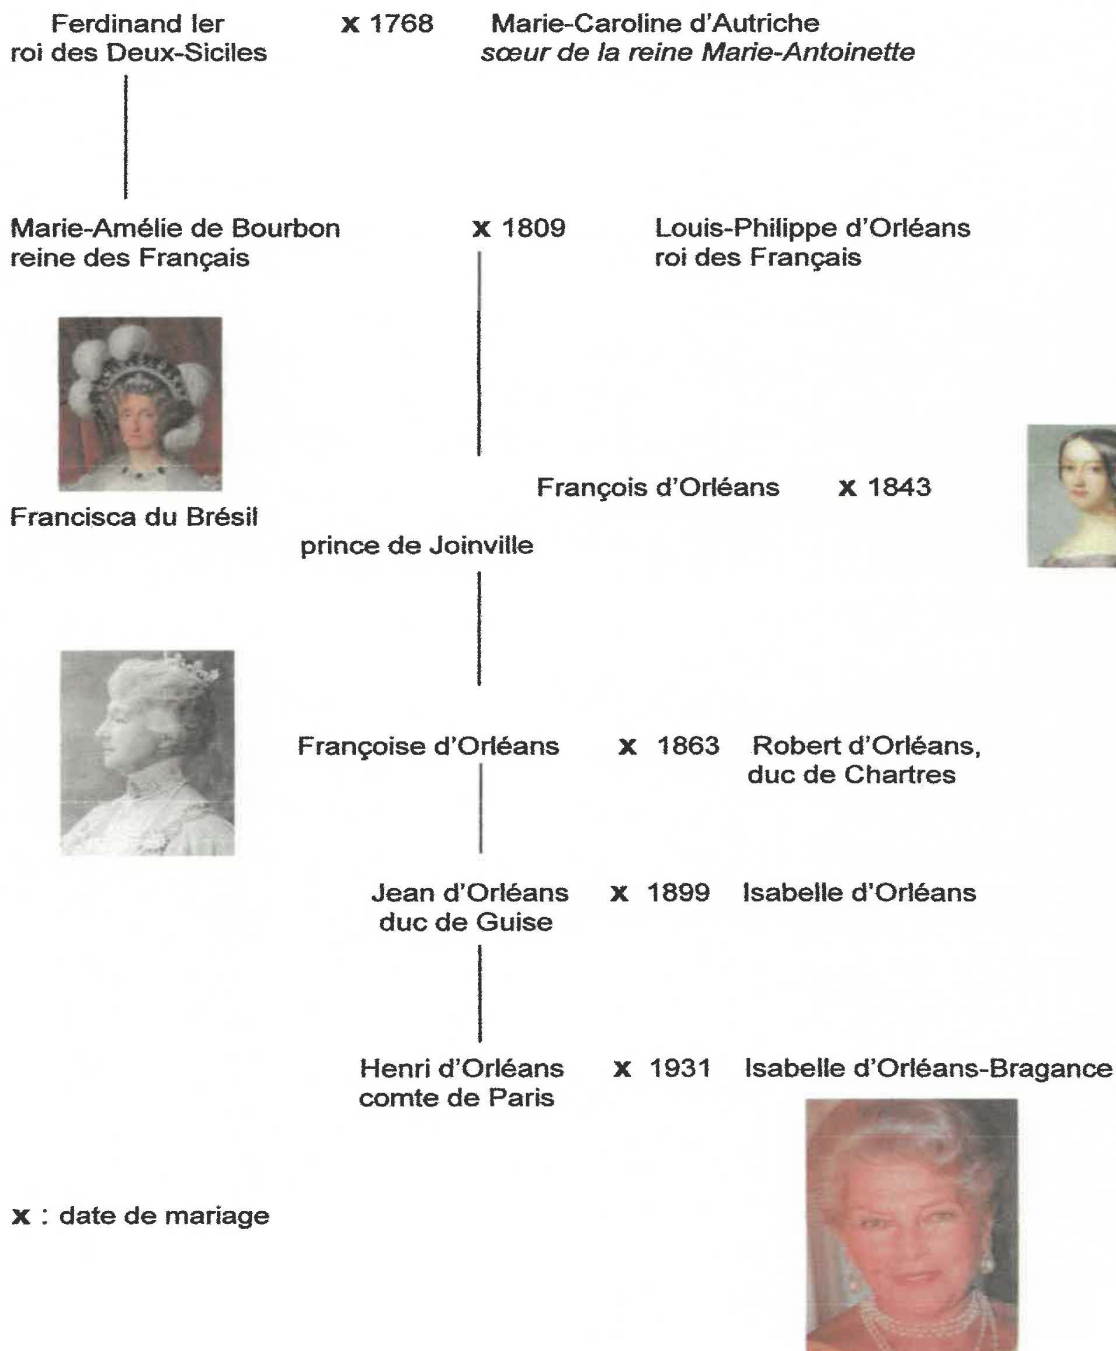 Ferdinand Ier x 1768 Marie-Caroline d'Autriche
roi des Deux-Siciles sœur de la reine Marie-Antoinette
Marie-Amélie de Bourbon x 1809 Louis-Philippe d'Orléans
reine des Français roi des Français
François d'Orléans x 1843
Francisca du Brésil
prince de Joinville
Françoise d'Orléans x 1863 Robert d'Orléans,
duc de Chartres
Jean d'Orléans x 1899 Isabelle d'Orléans
duc de Guise
Henri d'Orléans x 1931 Isabelle d'Orléans-Bragance
comte de Paris
x : date de mariage